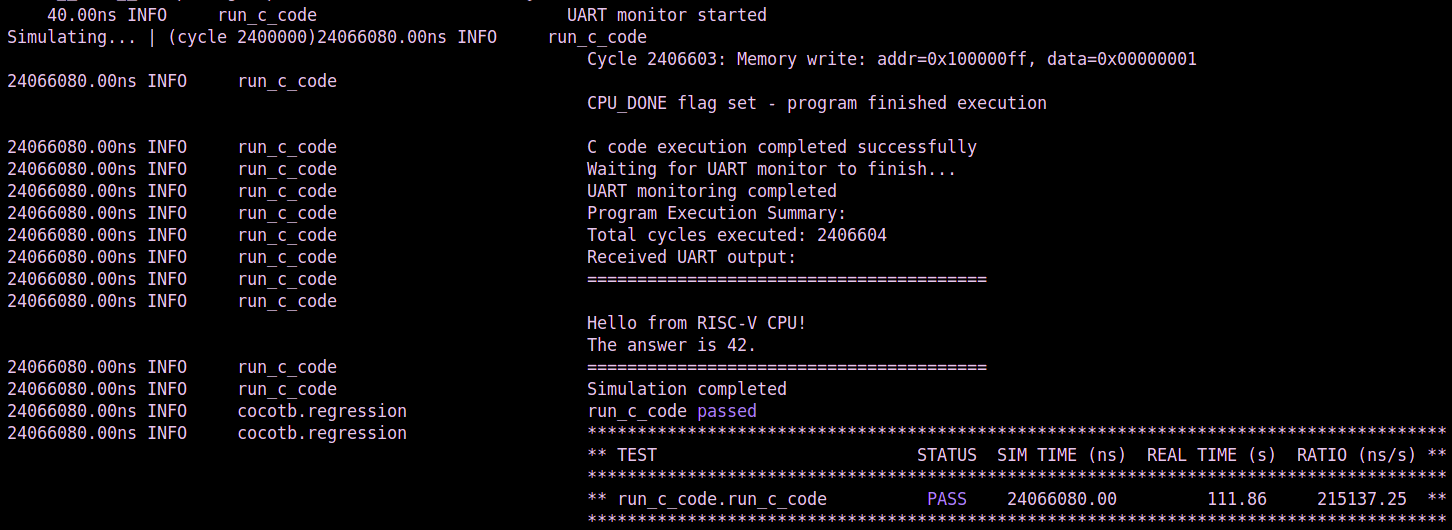 40.00ns INFO     run_c_code                         UART monitor started
Simulating... | (cycle 2400000)24066080.00ns INFO     run_c_code
Cycle 2406603: Memory write: addr=0x100000ff, data=0x00000001
24066080.00ns INFO     run_c_code
CPU_DONE flag set - program finished execution
24066080.00ns INFO     run_c_code                         C code execution completed successfully
24066080.00ns INFO     run_c_code                         Waiting for UART monitor to finish...
24066080.00ns INFO     run_c_code                         UART monitoring completed
24066080.00ns INFO     run_c_code                         Program Execution Summary:
24066080.00ns INFO     run_c_code                         Total cycles executed: 2406604
24066080.00ns INFO     run_c_code                         Received UART output:
24066080.00ns INFO     run_c_code                         ========================================
24066080.00ns INFO     run_c_code
Hello from RISC-V CPU!
The answer is 42.
24066080.00ns INFO     run_c_code                         ========================================
24066080.00ns INFO     run_c_code                         Simulation completed
24066080.00ns INFO     cocotb.regression                  run_c_code passed
24066080.00ns INFO     cocotb.regression                  **************************************************************************************
** TEST                          STATUS  SIM TIME (ns)  REAL TIME (s)  RATIO (ns/s) **
**************************************************************************************
** run_c_code.run_c_code          PASS    24066080.00         111.86     215137.25  **
**************************************************************************************